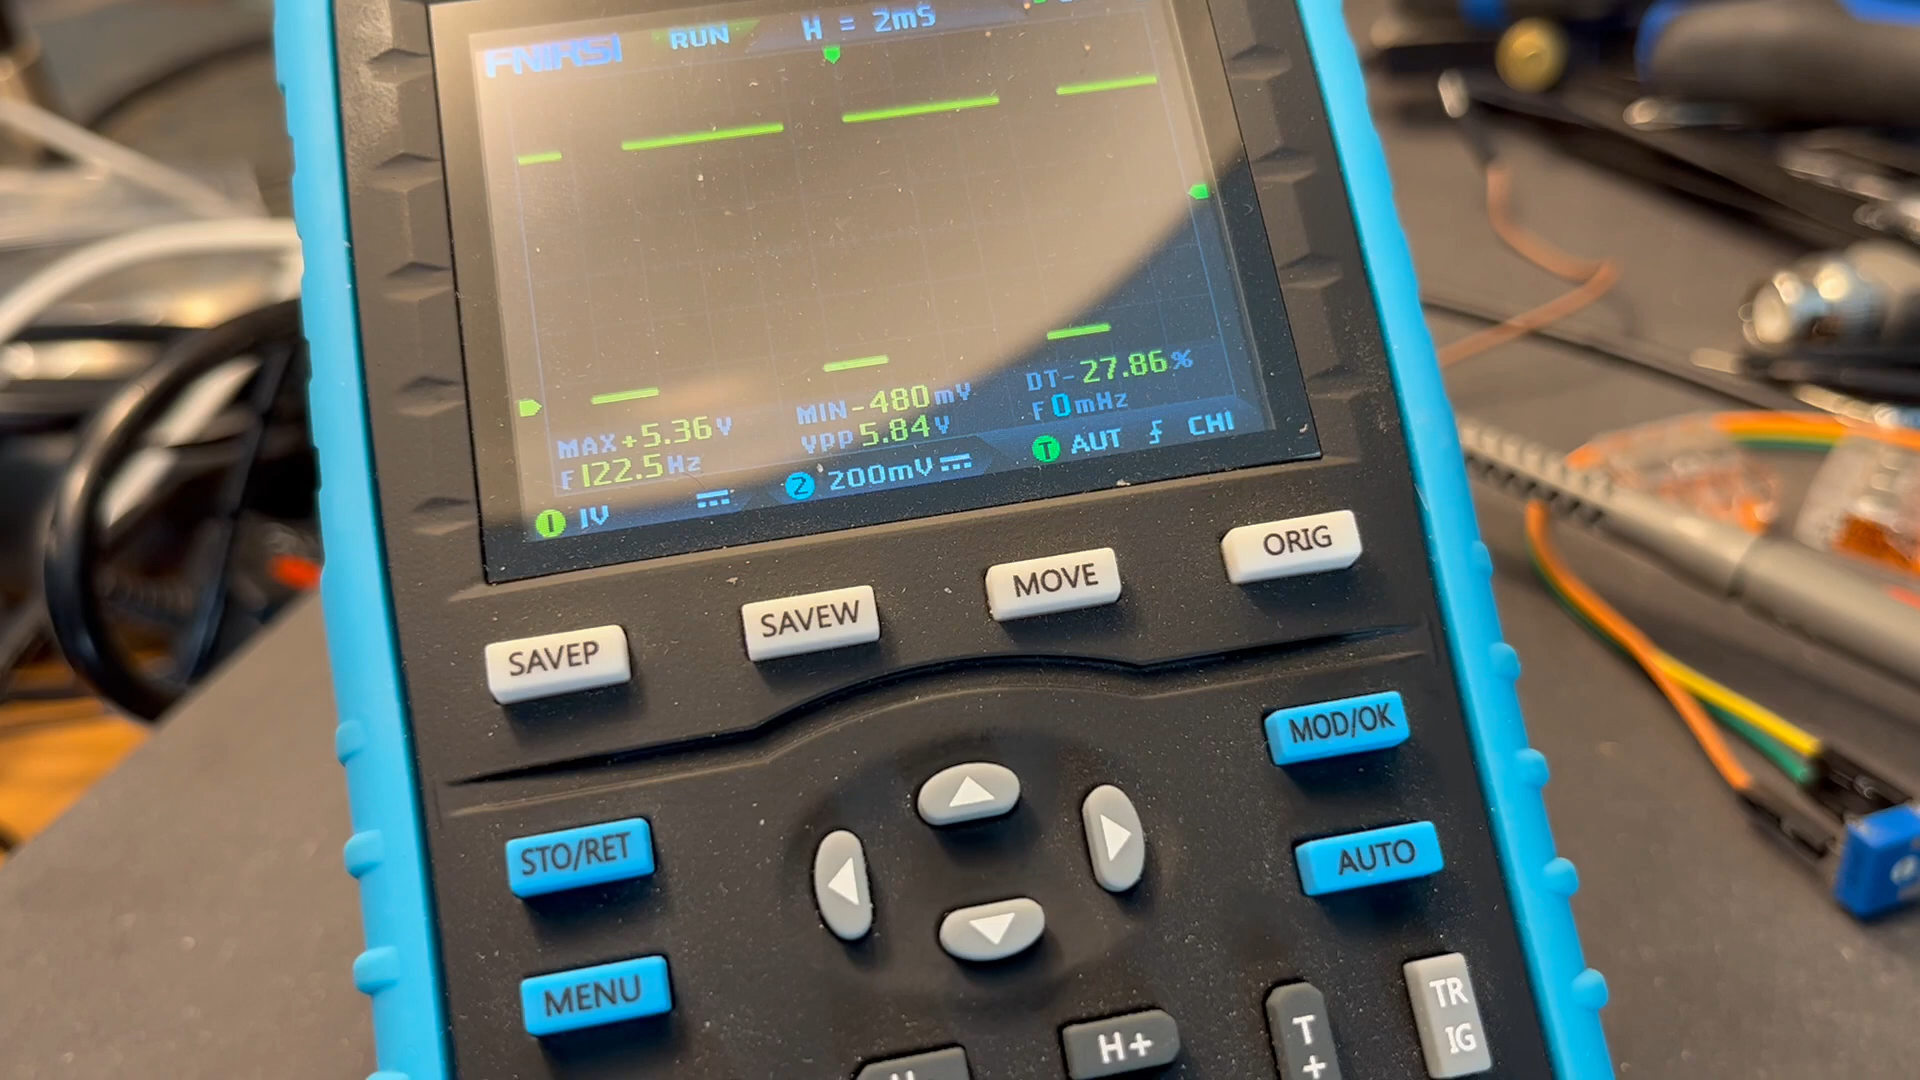 FNIRSI RUN H = 2mS
MAX+5.36V MIN-480mV DT-27.86%
F122.5Hz VPP5.84V F0mHz
1 1V 2 200mV T AUT CH1
SAVEP SAVEW MOVE ORIG
MOD/OK
STO/RET AUTO
MENU
H+
T+
TRIG